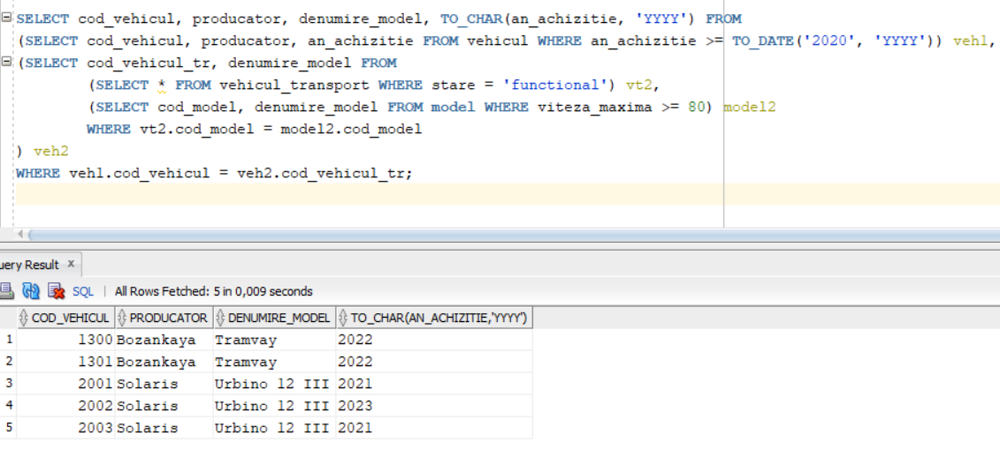 SELECT cod_vehicul, producator, denumire_model, TO_CHAR(an_achizitie, 'YYYY') FROM
(SELECT cod_vehicul, producator, an_achizitie FROM vehicul WHERE an_achizitie >= TO_DATE('2020', 'YYYY')) veh1,
(SELECT cod_vehicul_tr, denumire_model FROM
(SELECT * FROM vehicul_transport WHERE stare = 'functional') vt2,
(SELECT cod_model, denumire_model FROM model WHERE viteza_maxima >= 80) model2
WHERE vt2.cod_model = model2.cod_model
) veh2
WHERE veh1.cod_vehicul = veh2.cod_vehicul_tr;
uery Result x
SQL | All Rows Fetched: 5 in 0,009 seconds
COD_VEHICUL PRODUCATOR DENUMIRE_MODEL TO_CHAR(AN_ACHIZITIE,'YYYY')
1 1300 Bozankaya Tramvay 2022
2 1301 Bozankaya Tramvay 2022
3 2001 Solaris Urbino 12 III 2021
4 2002 Solaris Urbino 12 III 2023
5 2003 Solaris Urbino 12 III 2021